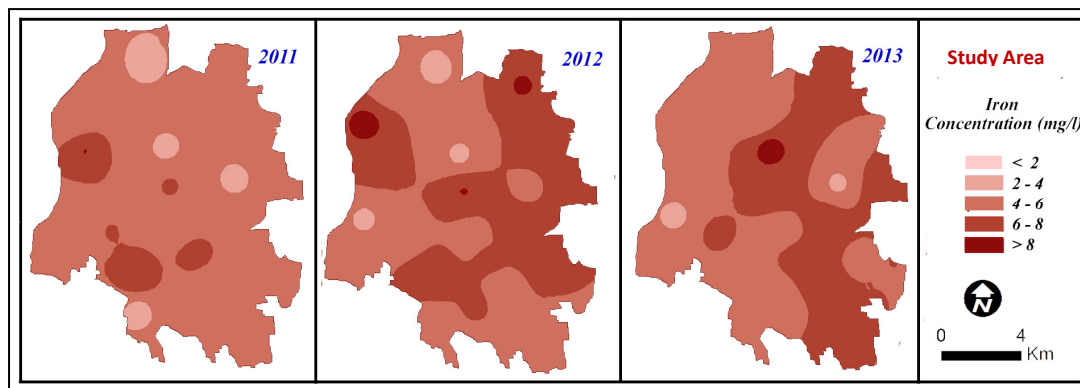 2011
2012
2013
Study Area
Iron
Concentration (mg/l)
< 2
2 - 4
4 - 6
6 - 8
> 8
N
0 4
Km